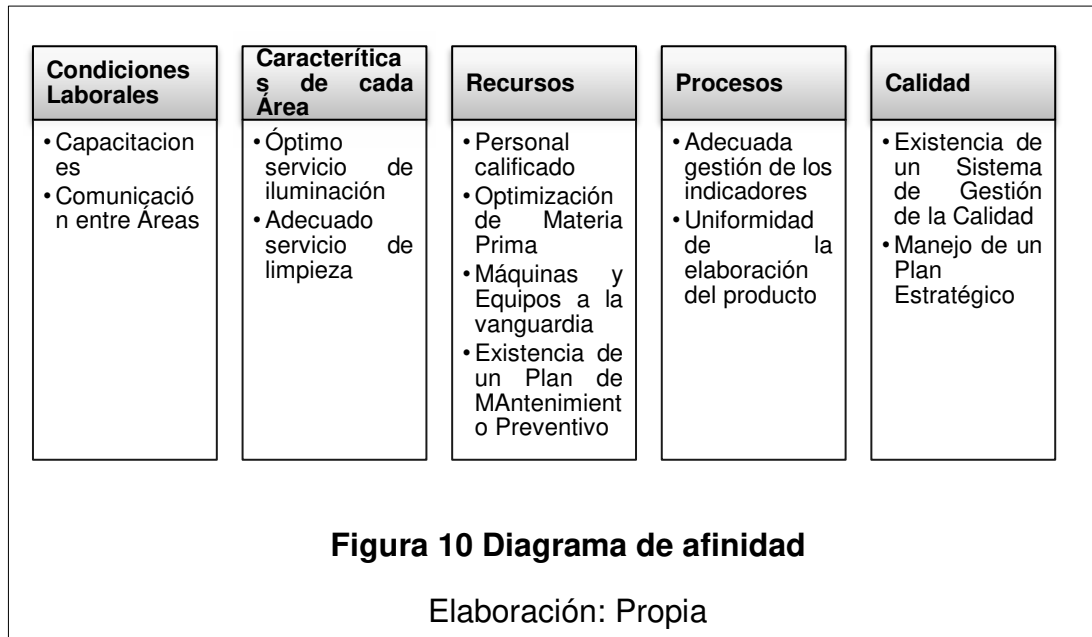 Condiciones
Laborales
• Capacitacion
es
• Comunicació
n entre Áreas
Caracterítica
s de cada
Área
• Óptimo
servicio de
iluminación
• Adecuado
servicio de
limpieza
Recursos
• Personal
calificado
• Optimización
de Materia
Prima
• Máquinas y
Equipos a la
vanguardia
• Existencia de
un Plan de
MAntenimient
o Preventivo
Procesos
• Adecuada
gestión de los
indicadores
• Uniformidad
de la
elaboración
del producto
Calidad
• Existencia de
un Sistema
de Gestión
de la Calidad
• Manejo de un
Plan
Estratégico
Figura 10 Diagrama de afinidad
Elaboración: Propia